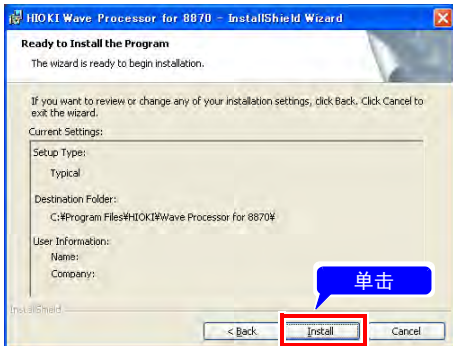 HIOKI Wave Processor for 8870 - InstallShield Wizard
Ready to Install the Program
The wizard is ready to begin installation.
If you want to review or change any of your installation settings, click Back. Click Cancel to
exit the wizard.
Current Settings:
Setup Type:
Typical
Destination Folder:
C:¥Program Files¥HIOKI¥Wave Processor for 8870¥
User Information:
Name:
Company:
单击
InstallShield
< Back
Install
Cancel